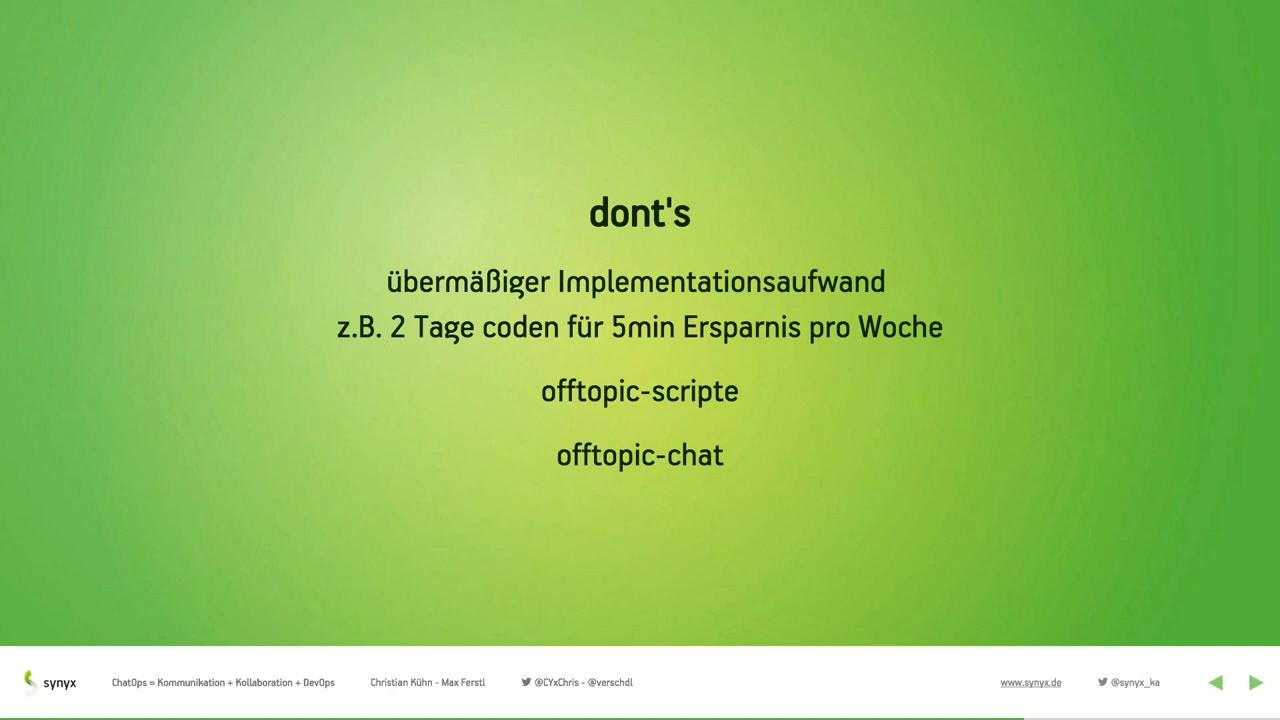 dont's
übermäßiger Implementationsaufwand
z.B. 2 Tage coden für 5min Ersparnis pro Woche
offtopic-scripte
offtopic-chat
synyx ChatOps = Kommunikation + Kollaboration + DevOps Christian Kühn - Max Ferstl @CYxChris - @verschdl www.synyx.de @synyx_ka